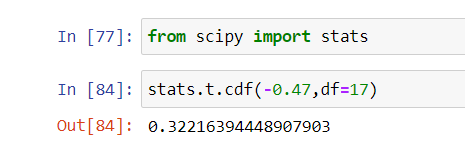 In [77]: from scipy import stats
In [84]: stats.t.cdf(-0.47,df=17)
Out[84]: 0.32216394448907903